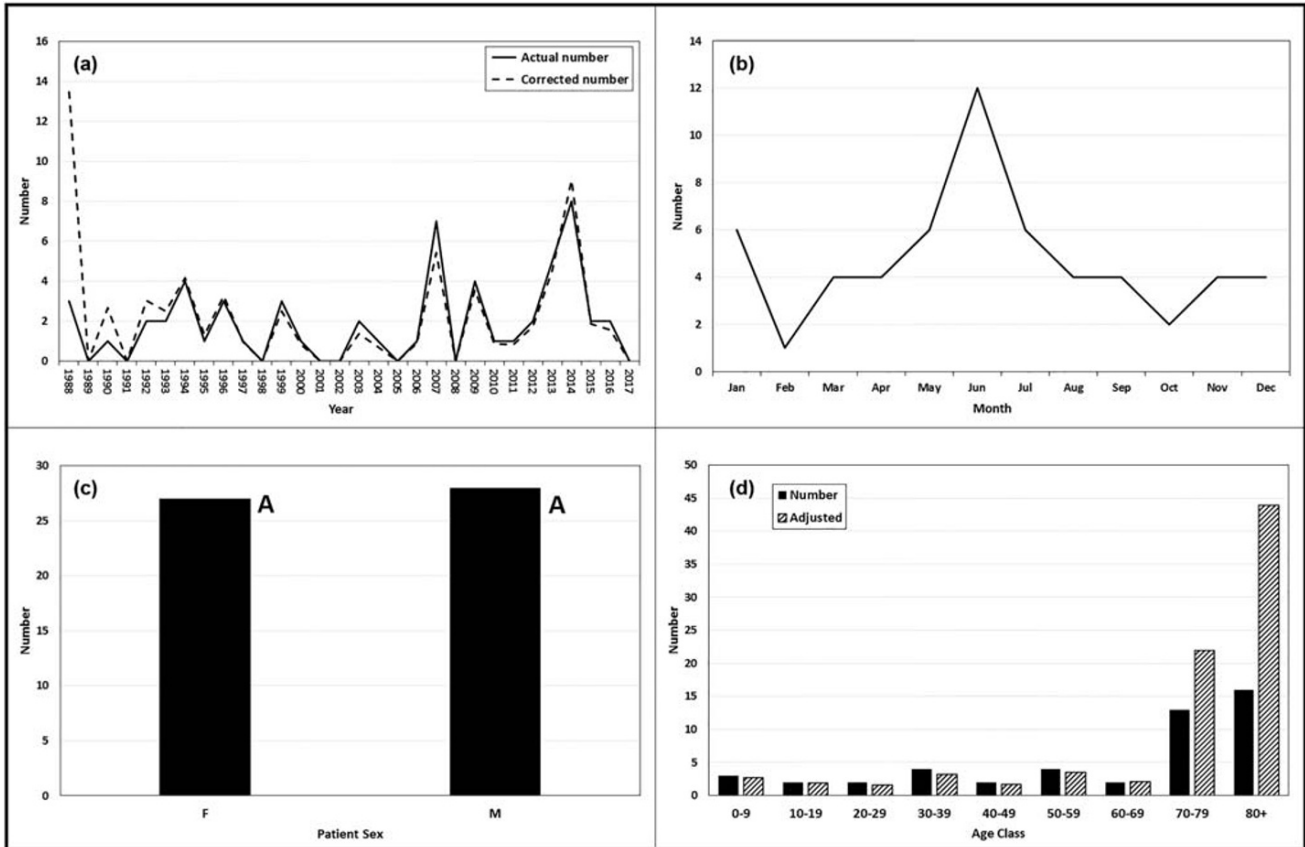 (a)
Actual number
Corrected number
16
14
12
10
8
6
4
2
0
Number
1988 1989 1990 1991 1992 1993 1994 1995 1996 1997 1998 1999 2000 2001 2002 2003 2004 2005 2006 2007 2008 2009 2010 2011 2012 2013 2014 2015 2016 2017
Year
(b)
14
12
10
8
6
4
2
0
Number
Jan Feb Mar Apr May Jun Jul Aug Sep Oct Nov Dec
Month
(c)
30
25
20
15
10
5
0
Number
A A
F M
Patient Sex
(d)
Number
Adjusted
50
45
40
35
30
25
20
15
10
5
0
Number
0-9 10-19 20-29 30-39 40-49 50-59 60-69 70-79 80+
Age Class